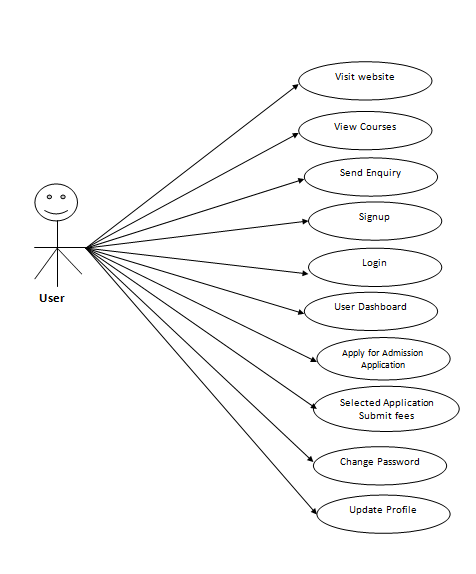 Visit website
View Courses
Send Enquiry
Signup
Login
User
User Dashboard
Apply for Admission
Application
Selected Application
Submit fees
Change Password
Update Profile